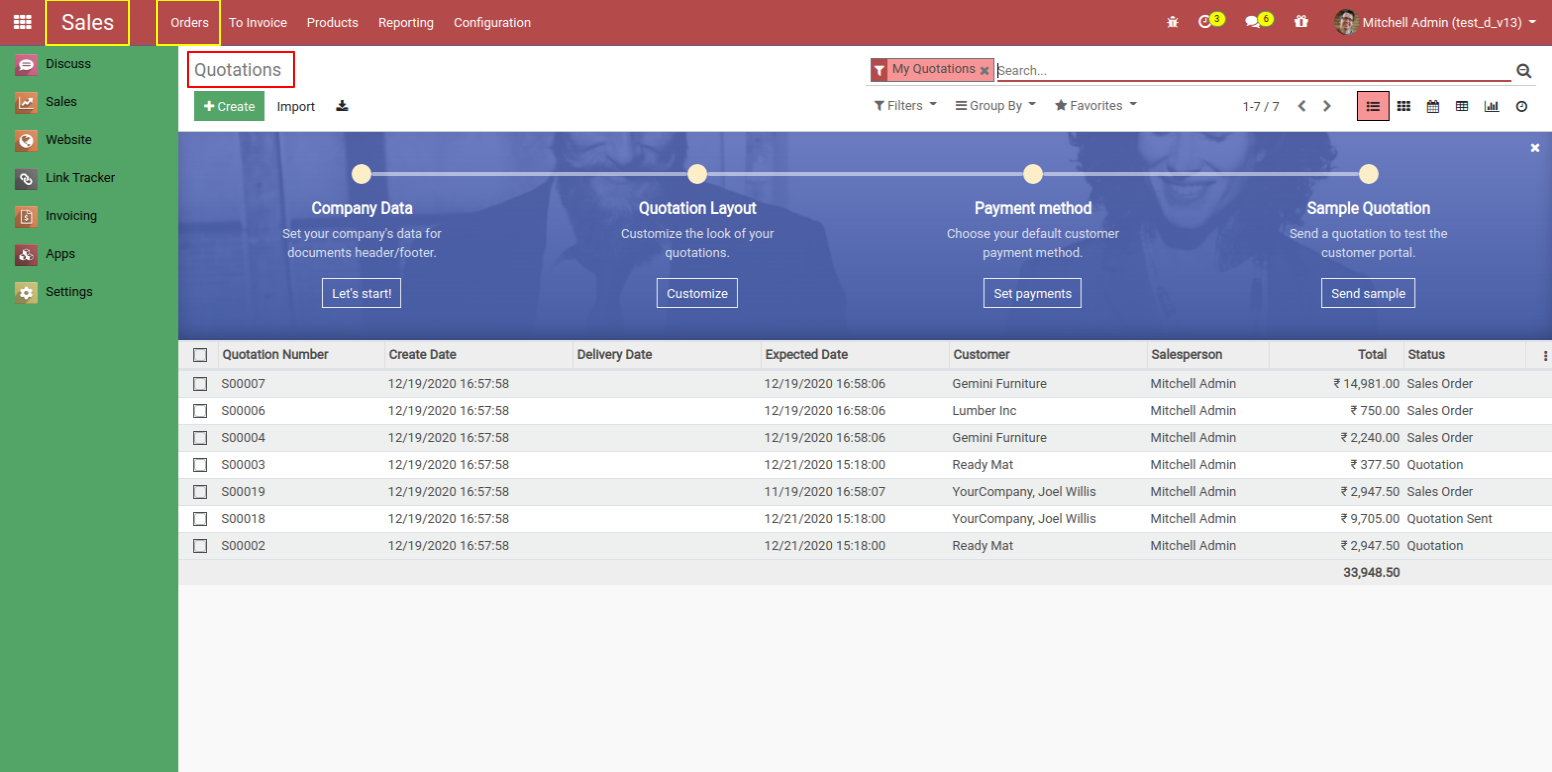 Sales Orders To Invoice Products Reporting Configuration 3 6 Mitchell Admin (test_d_v13)
Discuss
Sales
Website
Link Tracker
Invoicing
Apps
Settings
Quotations
My Quotations Search...
Create Import
Filters Group By Favorites 1-7 / 7
Company Data
Set your company's data for
documents header/footer.
Let's start!
Quotation Layout
Customize the look of your
quotations.
Customize
Payment method
Choose your default customer
payment method.
Set payments
Sample Quotation
Send a quotation to test the
customer portal.
Send sample
Quotation Number Create Date Delivery Date Expected Date Customer Salesperson Total Status
S00007 12/19/2020 16:57:58 12/19/2020 16:58:06 Gemini Furniture Mitchell Admin ₹ 14,981.00 Sales Order
S00006 12/19/2020 16:57:58 12/19/2020 16:58:06 Lumber Inc Mitchell Admin ₹ 750.00 Sales Order
S00004 12/19/2020 16:57:58 12/19/2020 16:58:06 Gemini Furniture Mitchell Admin ₹ 2,240.00 Sales Order
S00003 12/19/2020 16:57:58 12/21/2020 15:18:00 Ready Mat Mitchell Admin ₹ 377.50 Quotation
S00019 12/19/2020 16:57:58 11/19/2020 16:58:07 YourCompany, Joel Willis Mitchell Admin ₹ 2,947.50 Sales Order
S00018 12/19/2020 16:57:58 12/21/2020 15:18:00 YourCompany, Joel Willis Mitchell Admin ₹ 9,705.00 Quotation Sent
S00002 12/19/2020 16:57:58 12/21/2020 15:18:00 Ready Mat Mitchell Admin ₹ 2,947.50 Quotation
33,948.50